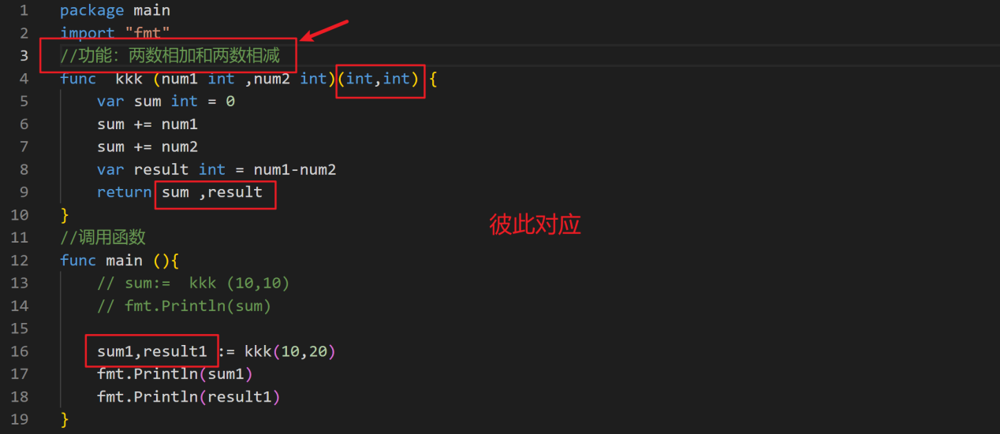 1 package main
2 import "fmt"
3 //功能: 两数相加和两数相减
4 func  kkk (num1 int ,num2 int)(int,int) {
5     var sum int = 0
6     sum += num1
7     sum += num2
8     var result int = num1-num2
9     return sum ,result
10 }
彼此对应
11 //调用函数
12 func main (){
13     // sum:=  kkk (10,10)
14     // fmt.Println(sum)
15
16     sum1,result1 := kkk(10,20)
17     fmt.Println(sum1)
18     fmt.Println(result1)
19 }